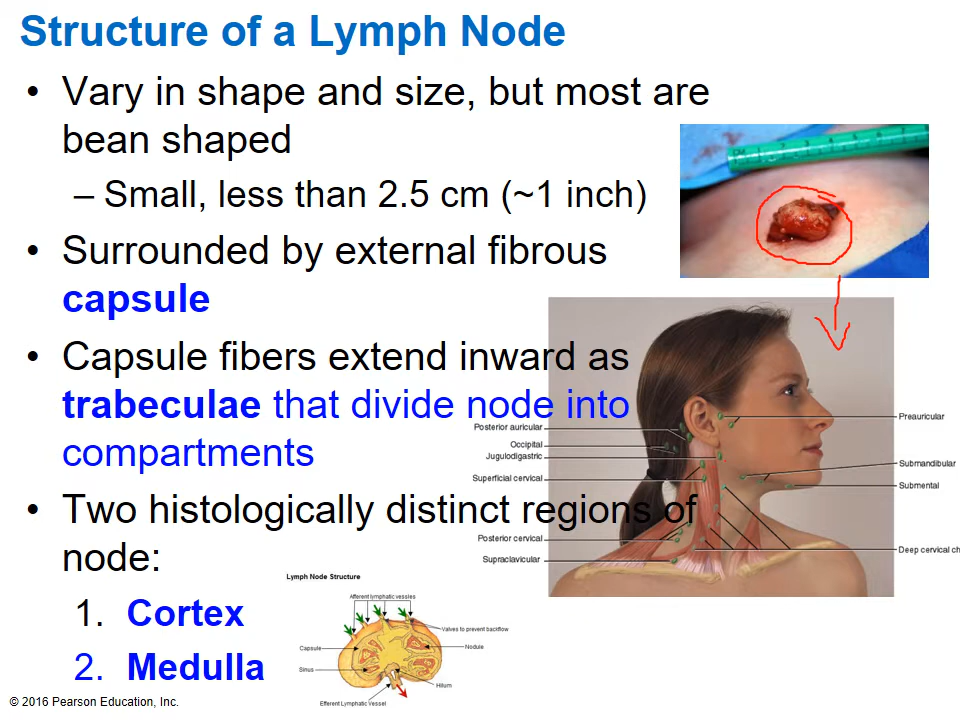 Structure of a Lymph Node
• Vary in shape and size, but most are
bean shaped
– Small, less than 2.5 cm (~1 inch)
• Surrounded by external fibrous
capsule
• Capsule fibers extend inward as
trabeculae that divide node into
compartments
• Two histologically distinct regions of
node:
1. Cortex
2. Medulla
Posterior auricular
Occipital
Jugulodigastric
Superficial cervical
Posterior cervical
Supraclavicular
Preauricular
Submandibular
Submental
Deep cervical ch
Lymph Node Structure
Afferent lymphatic vessles
Valves to prevent backflow
Capsule
Nodule
Sinus
Hilum
Efferent Lymphatic Vessel
© 2016 Pearson Education, Inc.